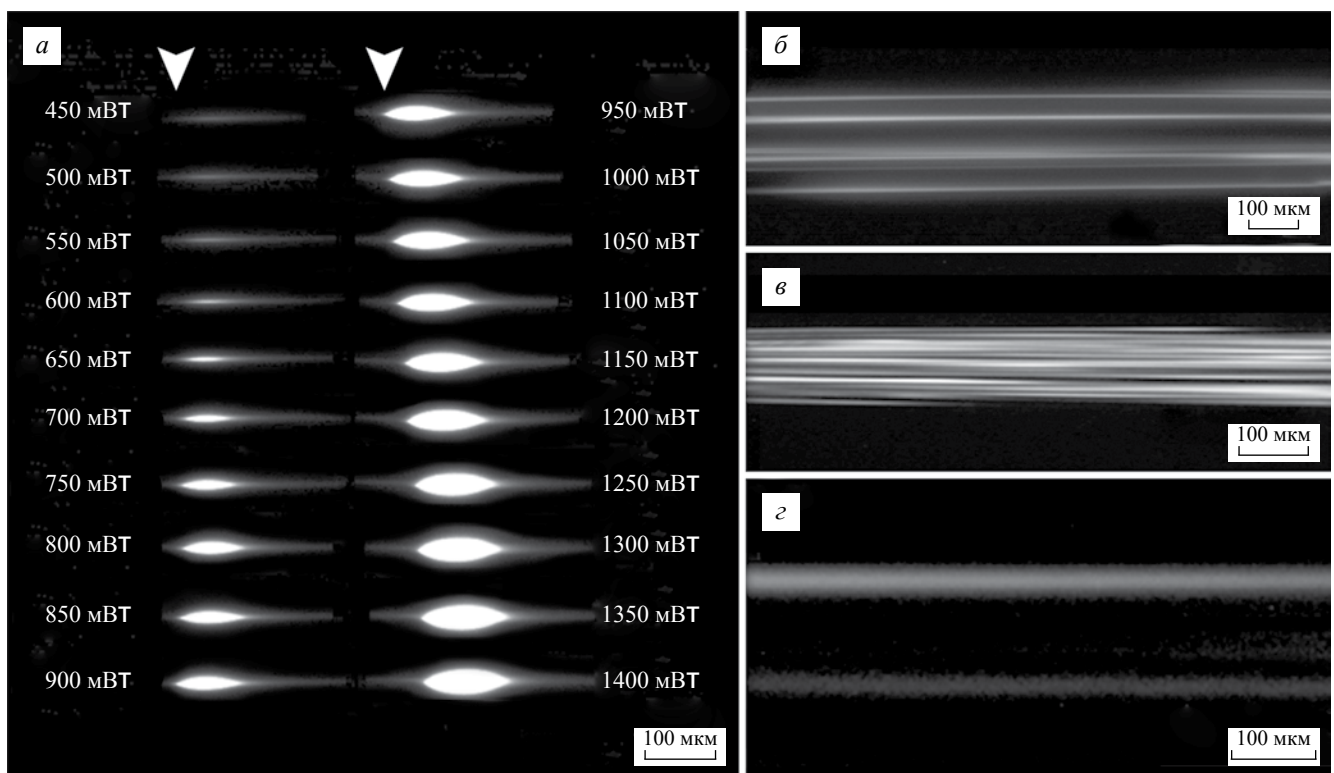 а
450 мВт 950 мВт
500 мВт 1000 мВт
550 мВт 1050 мВт
600 мВт 1100 мВт
650 мВт 1150 мВт
700 мВт 1200 мВт
750 мВт 1250 мВт
800 мВт 1300 мВт
850 мВт 1350 мВт
900 мВт 1400 мВт
100 мкм
б
100 мкм
в
100 мкм
г
100 мкм